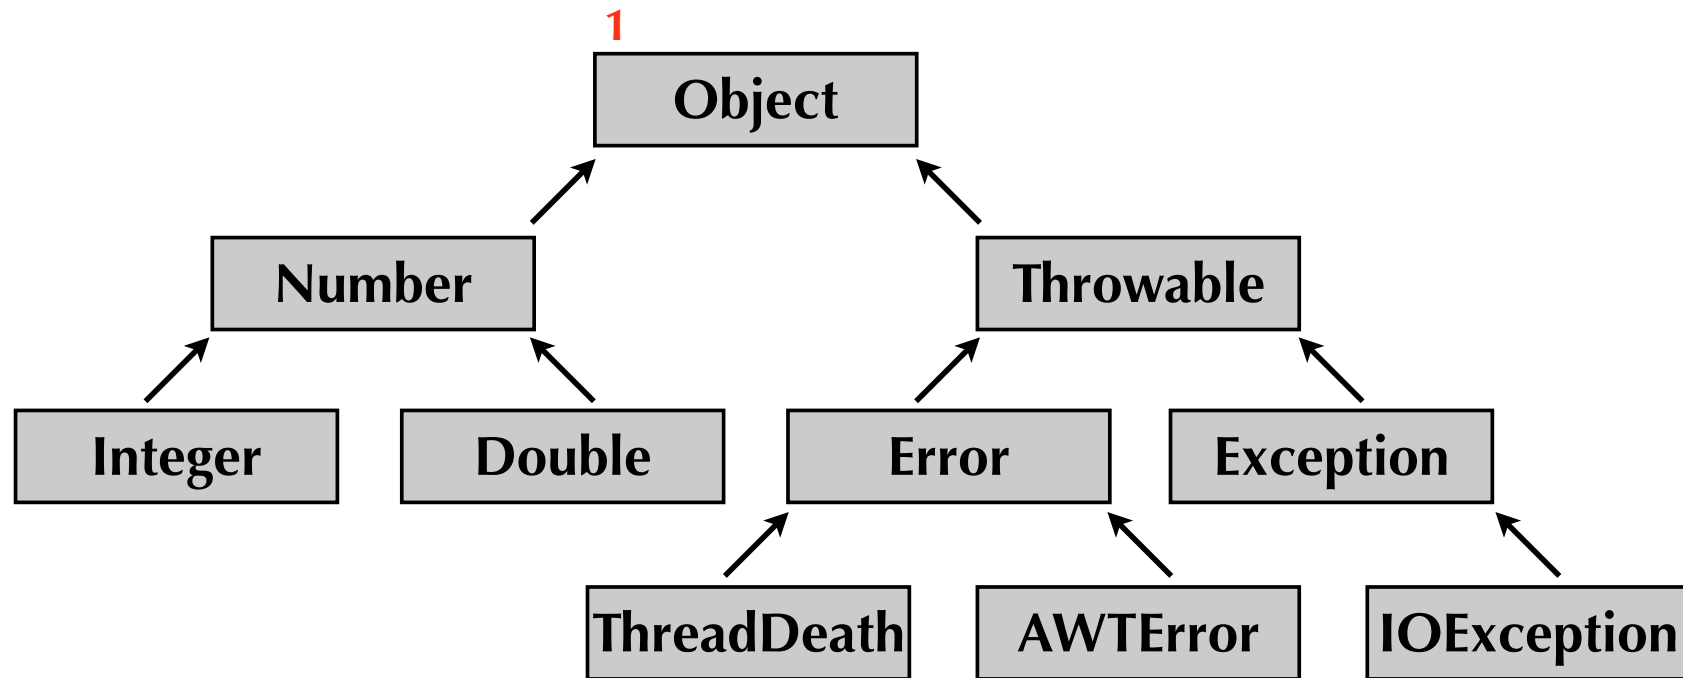 1
Object
Number
Throwable
Integer
Double
Error
Exception
ThreadDeath
AWTError
IOException